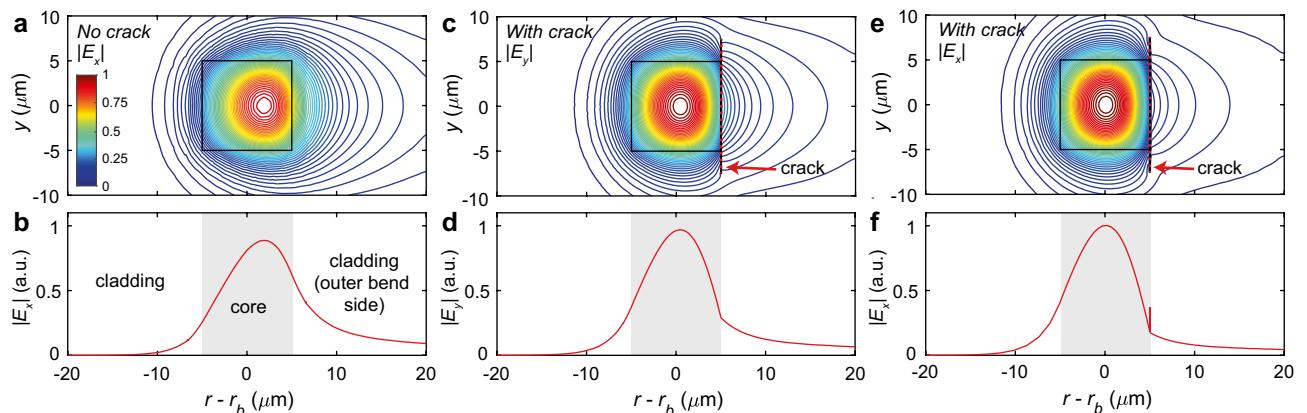 a No crack
|Ex|
1
0.75
0.5
0.25
0
10
5
0
-5
-10
y (μm)
c With crack
|Ey|
crack
10
5
0
-5
-10
y (μm)
e With crack
|Ex|
crack
10
5
0
-5
-10
y (μm)
b
cladding
core
cladding
(outer bend
side)
1
0.5
0
|Ex| (a.u.)
-20 -10 0 10 20
r - rb (μm)
d
1
0.5
0
|Ey| (a.u.)
-20 -10 0 10 20
r - rb (μm)
f
1
0.5
0
|Ex| (a.u.)
-20 -10 0 10 20
r - rb (μm)